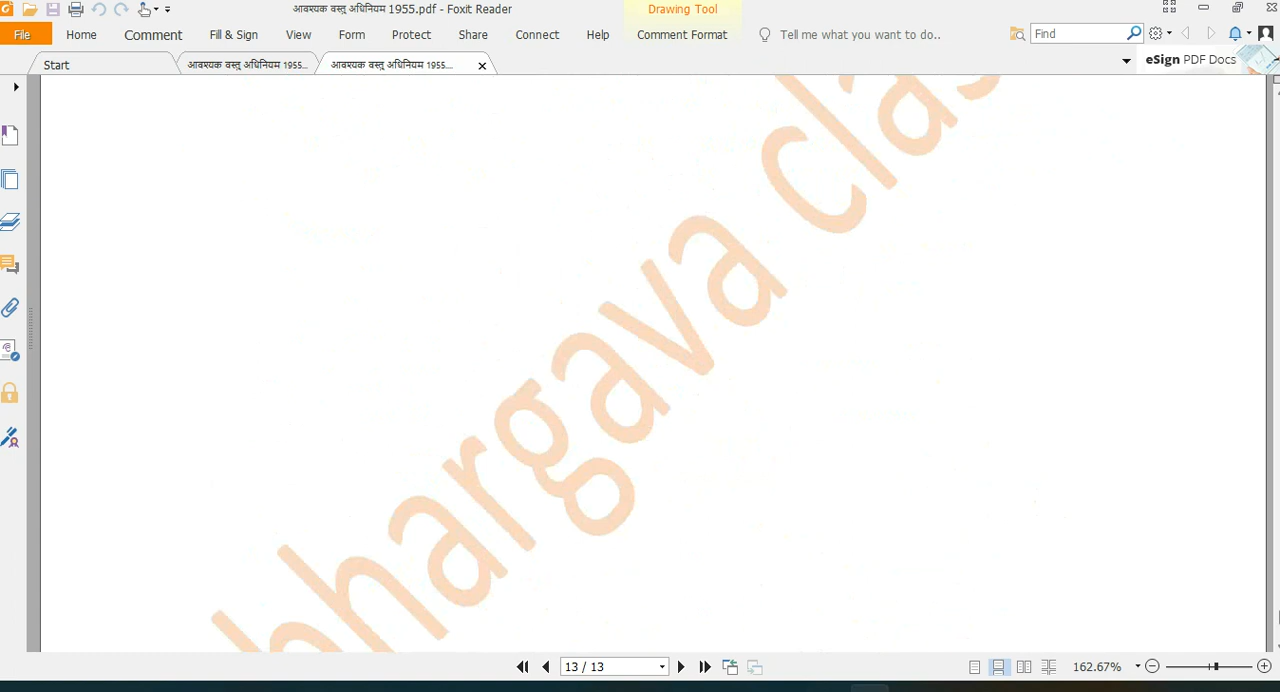 आवश्यक वस्तु अधिनियम 1955.pdf - Foxit Reader
Drawing Tool
File Home Comment Fill & Sign View Form Protect Share Connect Help Comment Format Tell me what you want to do.. Find
Start आवश्यक वस्तु अधिनियम 1955... आवश्यक वस्तु अधिनियम 1955.... eSign PDF Docs
bhargava clas
13 / 13 162.67%